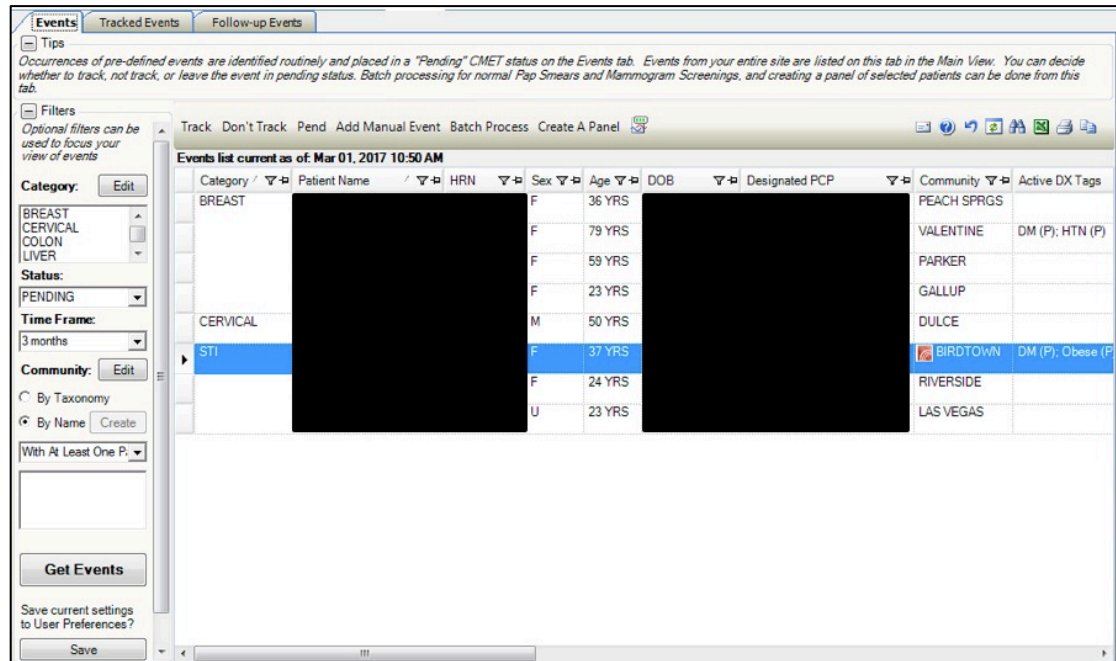 Events Tracked Events Follow-up Events
Tips
Occurrences of pre-defined events are identified routinely and placed in a "Pending" CMET status on the Events tab. Events from your entire site are listed on this tab in the Main View. You can decide
whether to track, not track, or leave the event in pending status. Batch processing for normal Pap Smears and Mammogram Screenings, and creating a panel of selected patients can be done from this
tab.
Filters
Optional filters can be
used to focus your
view of events
Category: Edit
BREAST
CERVICAL
COLON
LIVER
Status:
PENDING
Time Frame:
3 months
Community: Edit
By Taxonomy
By Name Create
With At Least One P.
Get Events
Save current settings
to User Preferences?
Save
Track Don't Track Pend Add Manual Event Batch Process Create A Panel
Events list current as of: Mar 01, 2017 10:50 AM
Category Patient Name HRN Sex Age DOB Designated PCP Community Active DX Tags
BREAST F 36 YRS PEACH SPRGS
F 79 YRS VALENTINE DM (P); HTN (P)
F 59 YRS PARKER
F 23 YRS GALLUP
CERVICAL M 50 YRS DULCE
STI F 37 YRS BIRDTOWN DM (P); Obese (P
F 24 YRS RIVERSIDE
U 23 YRS LAS VEGAS